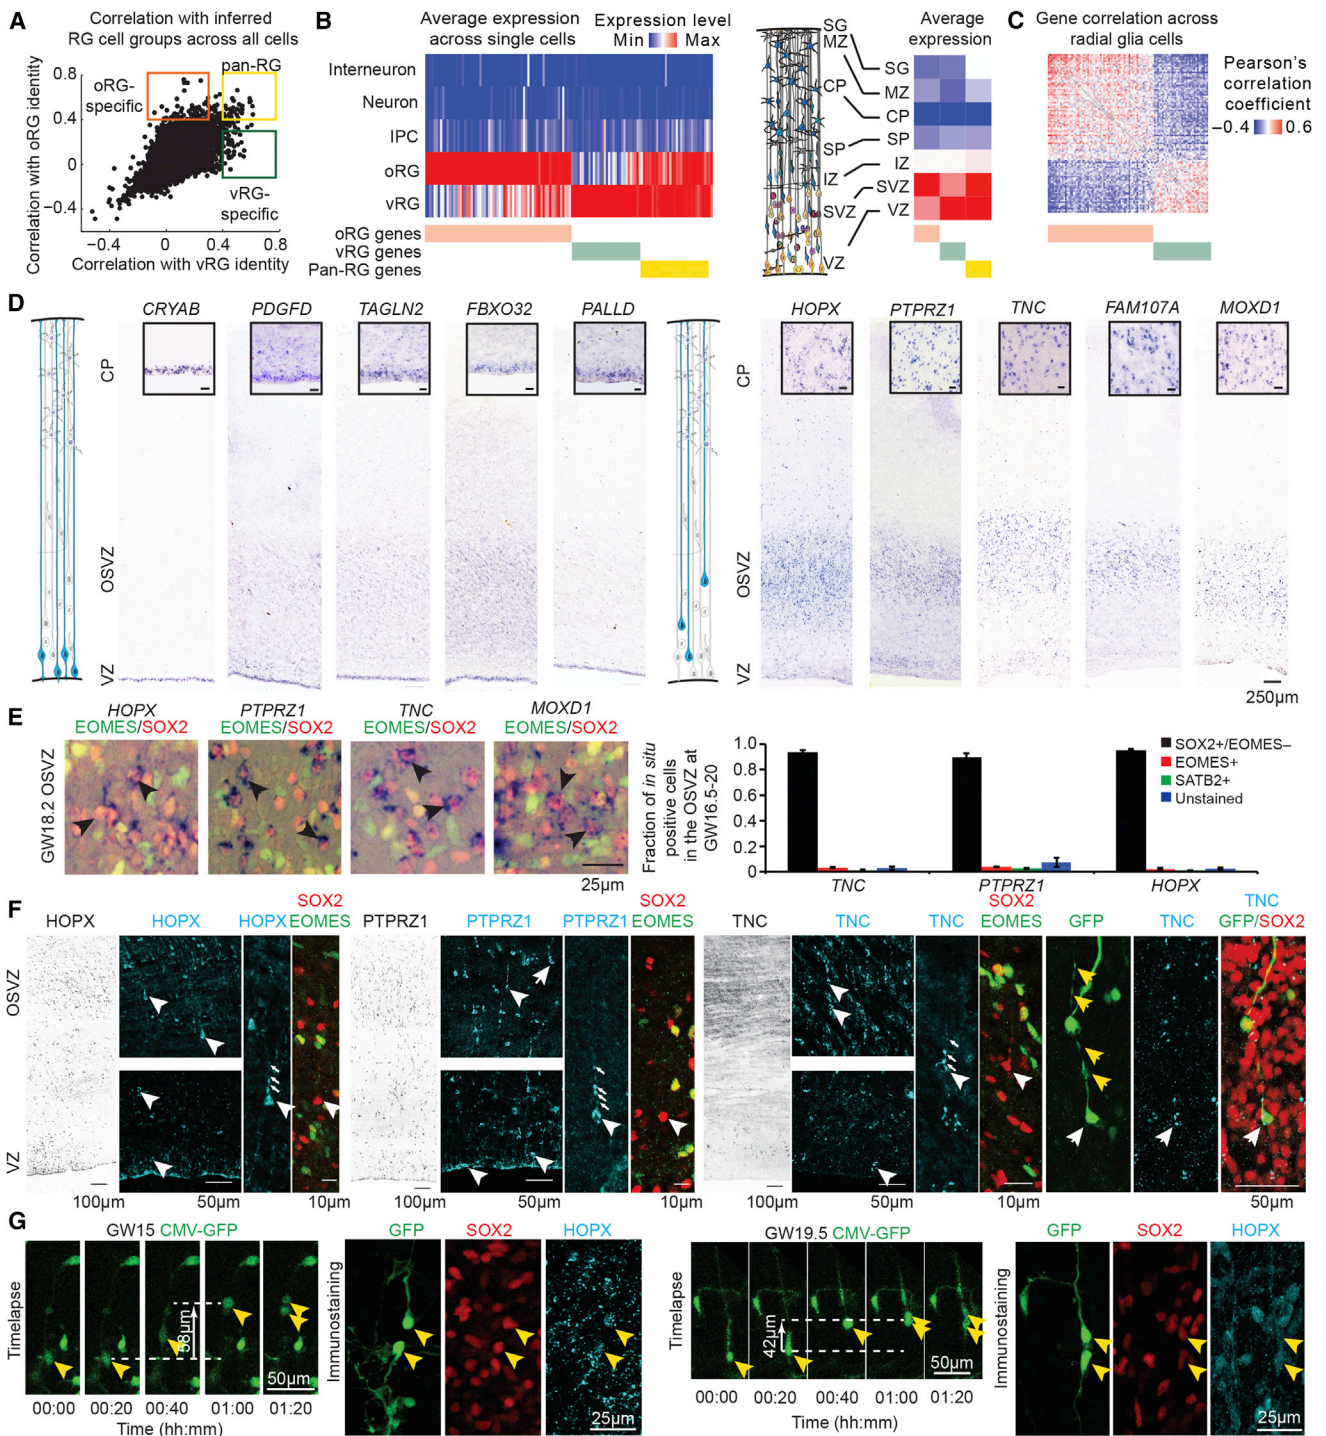 A
Correlation with inferred
RG cell groups across all cells
Correlation with oRG identity
0.8
0.4
0
−0.4
oRG-
specific
pan-RG
vRG-
specific
−0.4
0
0.4
0.8
Correlation with vRG identity
B
Average expression
across single cells
Expression level
Min
Max
Interneuron
Neuron
IPC
oRG
vRG
oRG genes
vRG genes
Pan-RG genes
SG
MZ
CP
SP
IZ
SVZ
VZ
Average
expression
SG
MZ
CP
SP
IZ
SVZ
VZ
C
Gene correlation across
radial glia cells
Pearson's
correlation
coefficient
−0.4
0.6
D
CP
OSVZ
VZ
CRYAB
PDGFD
TAGLN2
FBXO32
PALLD
CP
OSVZ
VZ
HOPX
PTPRZ1
TNC
FAM107A
MOXD1
250µm
E
GW18.2 OSVZ
HOPX
EOMES/SOX2
PTPRZ1
EOMES/SOX2
TNC
EOMES/SOX2
MOXD1
EOMES/SOX2
25µm
Fraction of in situ
positive cells
in the OSVZ at
GW16.5-20
1.0
0.8
0.6
0.4
0.2
0
TNC
PTPRZ1
HOPX
SOX2+/EOMES−
EOMES+
SATB2+
Unstained
F
OSVZ
VZ
HOPX
HOPX
HOPX
SOX2
EOMES
PTPRZ1
PTPRZ1
PTPRZ1
SOX2
EOMES
TNC
TNC
TNC
SOX2
EOMES
GFP
TNC
TNC
GFP/SOX2
100µm
50µm
10µm
100µm
50µm
10µm
100µm
50µm
10µm
50µm
G
GW15 CMV-GFP
Timelapse
58µm
50µm
00:00
00:20
00:40
01:00
01:20
Time (hh:mm)
Immunostaining
GFP
SOX2
HOPX
25µm
GW19.5 CMV-GFP
Timelapse
42µm
50µm
00:00
00:20
00:40
01:00
01:20
Time (hh:mm)
Immunostaining
GFP
SOX2
HOPX
25µm